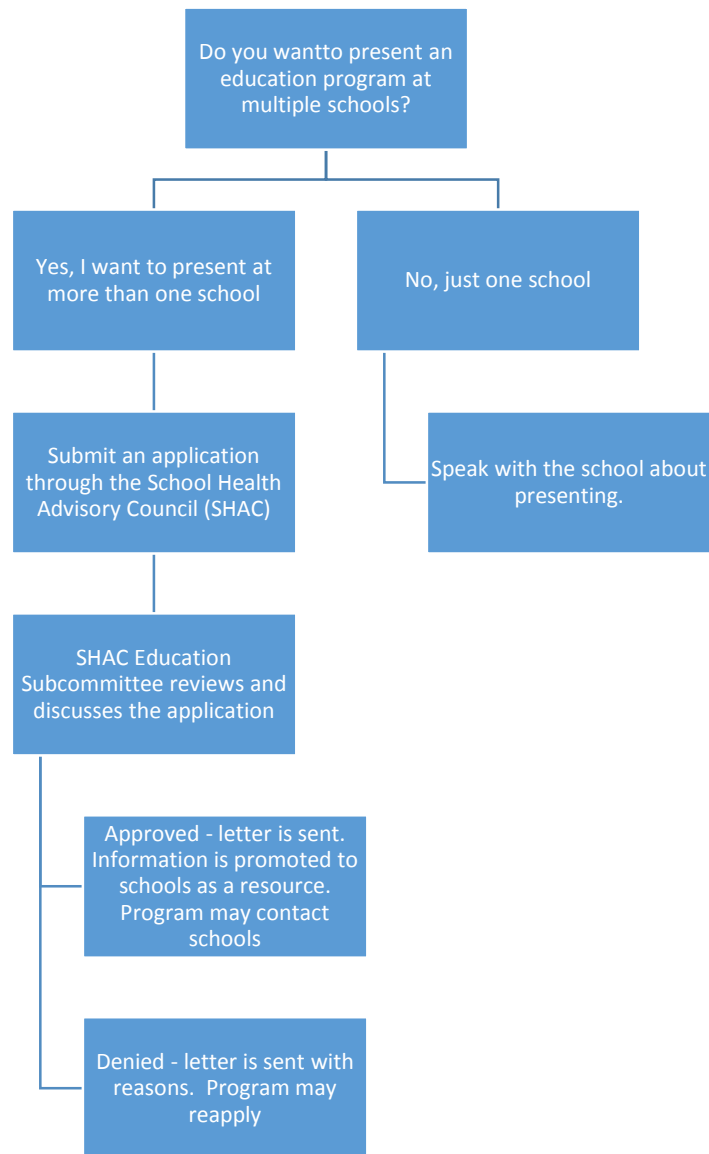 Do you wantto present an
education program at
multiple schools?
Yes, I want to present at
more than one school
No, just one school
Submit an application
through the School Health
Advisory Council (SHAC)
Speak with the school about
presenting.
SHAC Education
Subcommittee reviews and
discusses the application
Approved - letter is sent.
Information is promoted to
schools as a resource.
Program may contact
schools
Denied - letter is sent with
reasons.  Program may
reapply